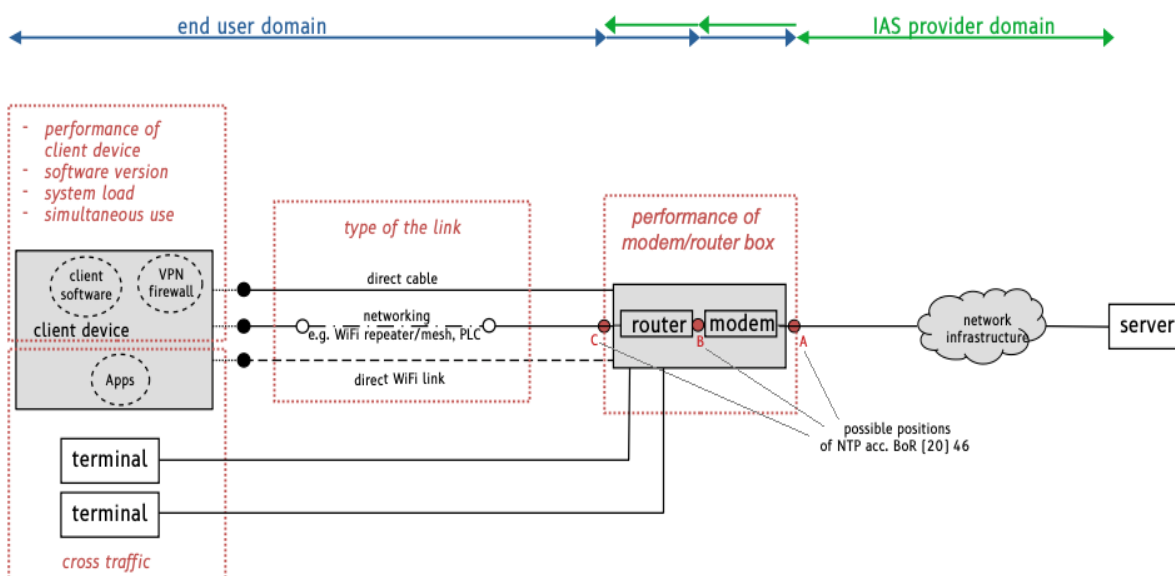 end user domain
IAS provider domain
- performance of
client device
- software version
- system load
- simultaneous use
type of the link
performance of
modem/router box
client
software
VPN
firewall
client device
Apps
direct cable
networking
e.g. WiFi repeater/mesh, PLC
direct WiFi link
router
modem
C
B
A
network
infrastructure
server
possible positions
of NTP acc. BoR (20) 46
terminal
terminal
cross traffic